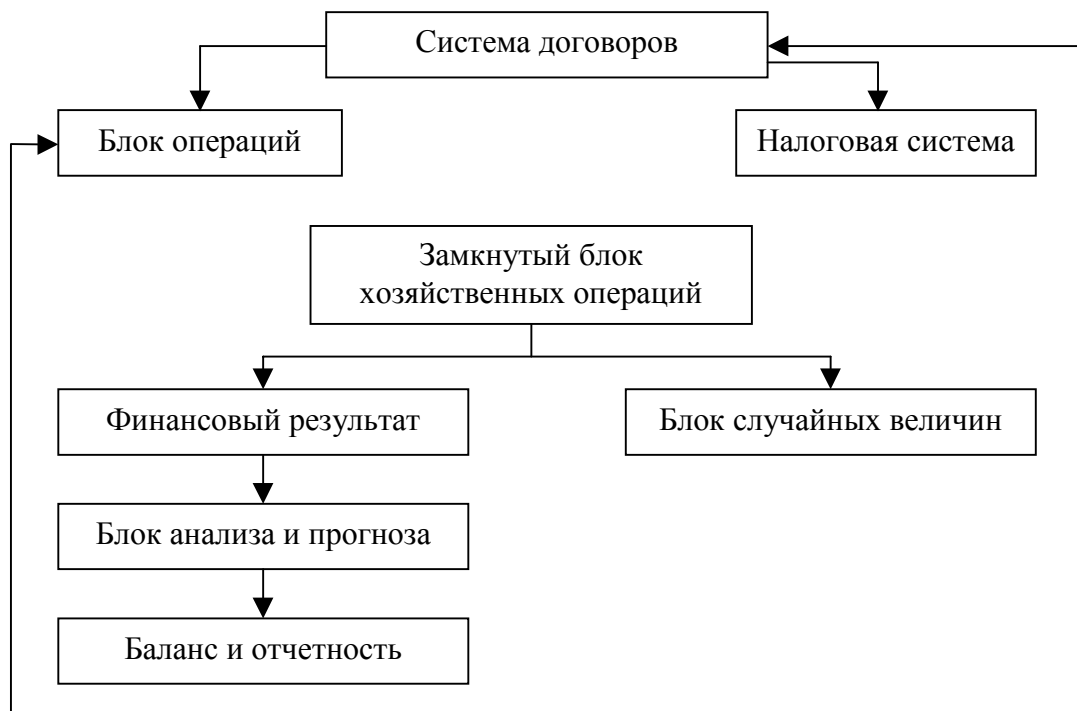 Система договоров
Блок операций
Налоговая система
Замкнутый блок
хозяйственных операций
Финансовый результат
Блок случайных величин
Блок анализа и прогноза
Баланс и отчетность